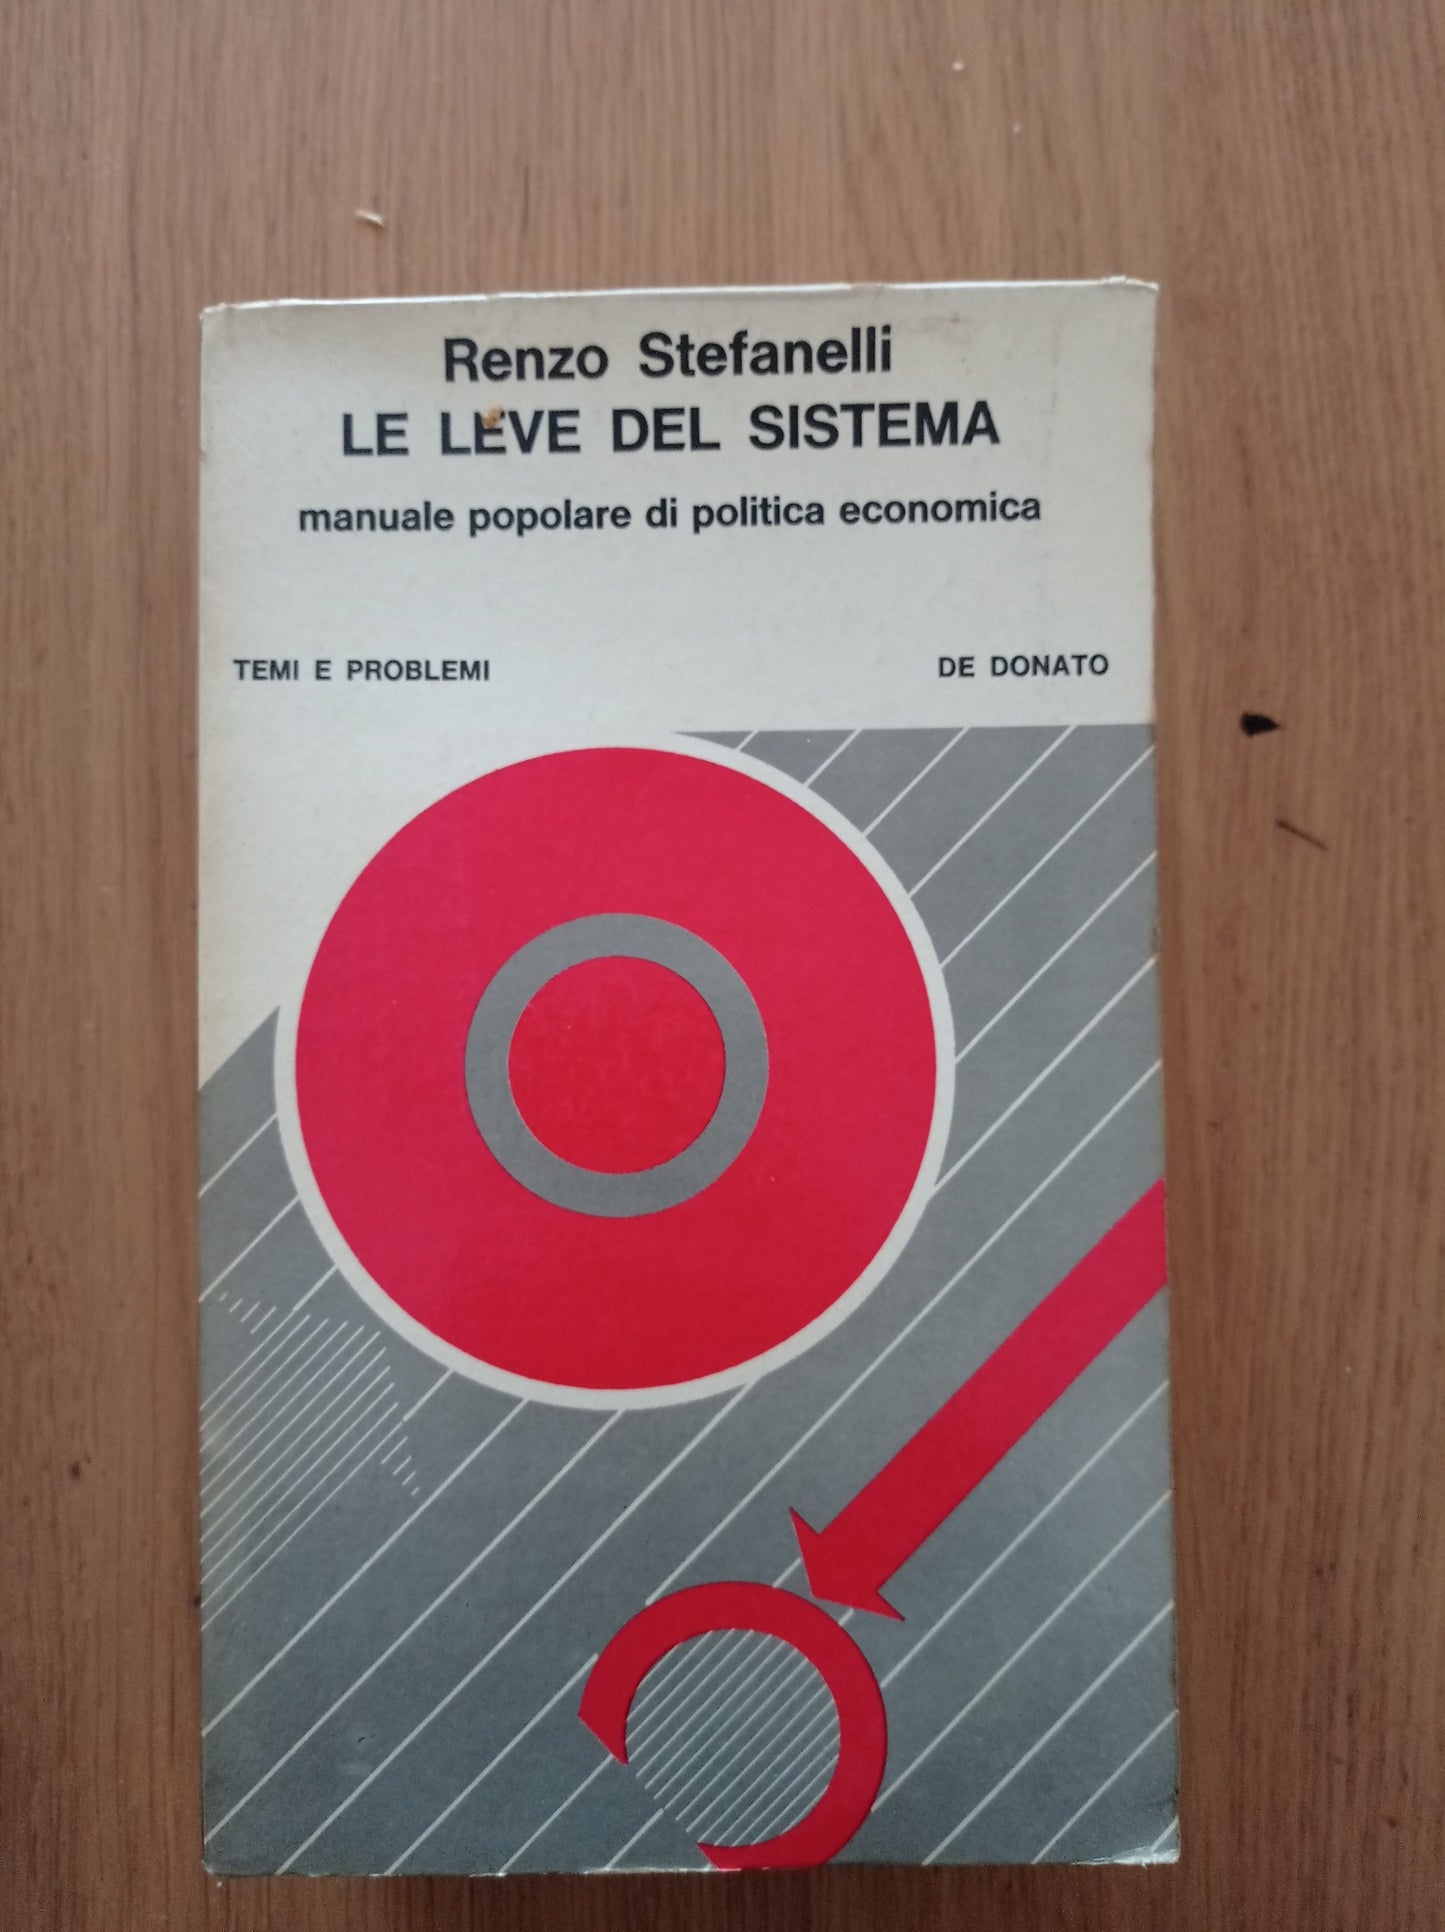 Renzo Stefanelli
LE LEVE DEL SISTEMA
manuale popolare di politica economica
TEMI E PROBLEMI
DE DONATO